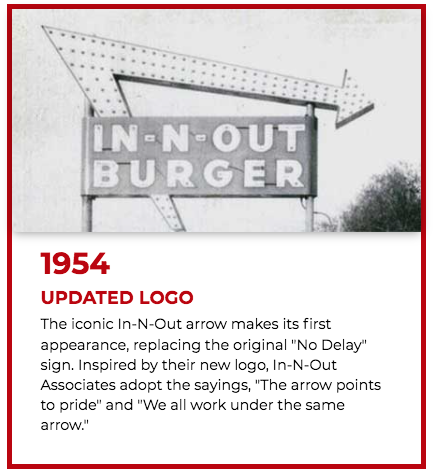 IN-N-OUT
BURGER
1954
UPDATED LOGO
The iconic In-N-Out arrow makes its first
appearance, replacing the original "No Delay"
sign. Inspired by their new logo, In-N-Out
Associates adopt the sayings, "The arrow points
to pride" and "We all work under the same
arrow."